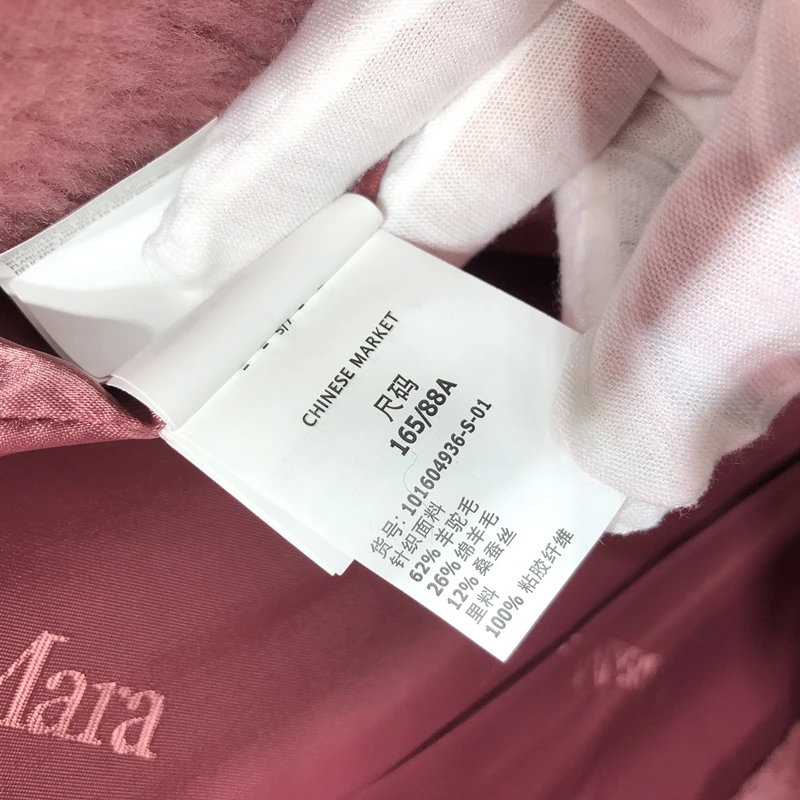 CHINESE MARKET
尺码
165/88A
货号: 101604936-S-01
针织面料
62% 羊驼毛
26% 绵羊毛
12% 桑蚕丝
里料
100% 粘胶纤维
Mara